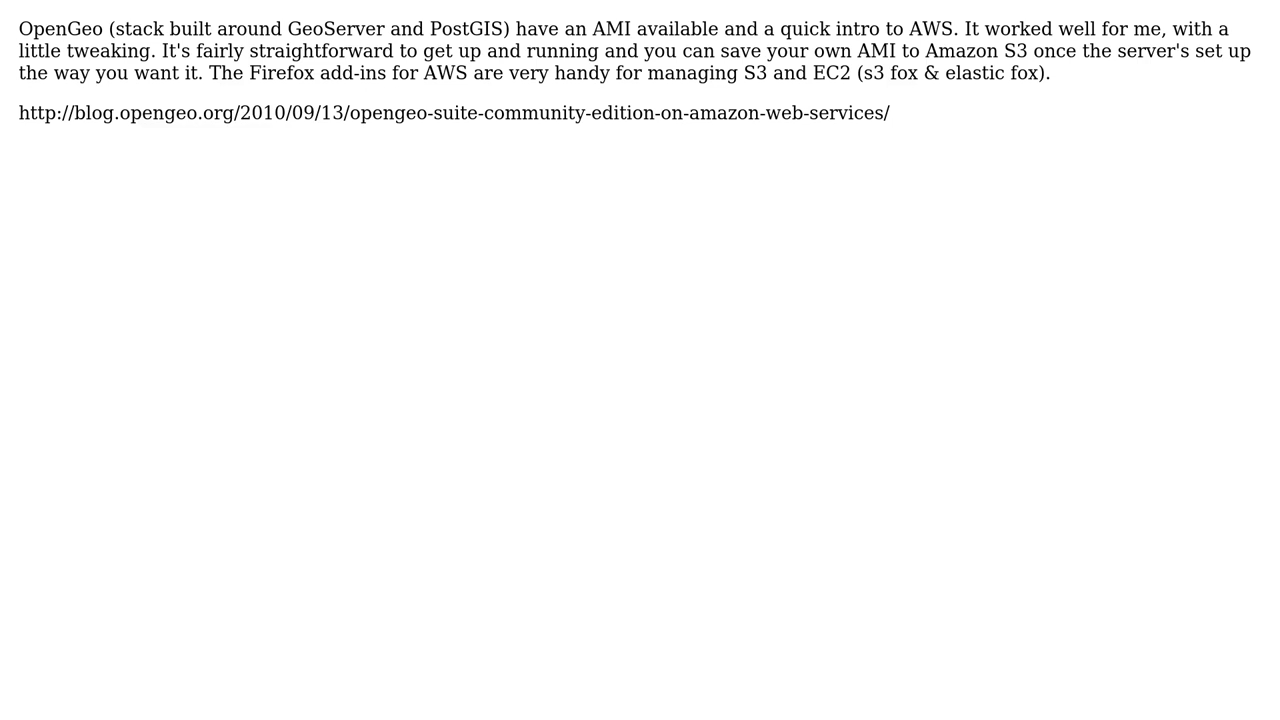 OpenGeo (stack built around GeoServer and PostGIS) have an AMI available and a quick intro to AWS. It worked well for me, with a
little tweaking. It's fairly straightforward to get up and running and you can save your own AMI to Amazon S3 once the server's set up
the way you want it. The Firefox add-ins for AWS are very handy for managing S3 and EC2 (s3 fox & elastic fox).
http://blog.opengeo.org/2010/09/13/opengeo-suite-community-edition-on-amazon-web-services/